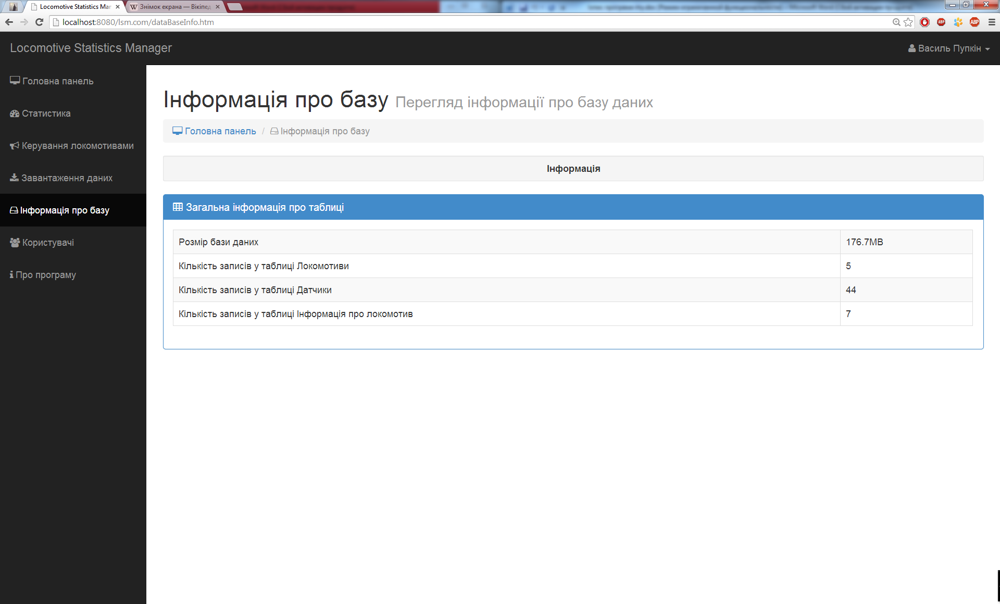 Locomotive Statistics Mar
Знімок екрана — Вікіпед
localhost:8080/lsm.com/dataBaseInfo.htm
ABP
ABP
Locomotive Statistics Manager
Василь Пупкін
Головна панель
Статистика
Керування локомотивами
Завантаження даних
Інформація про базу
Користувачі
Про програму
Інформація про базу Перегляд інформації про базу даних
Головна панель / Інформація про базу
Інформація
Загальна інформація про таблиці
Розмір бази даних 176.7MB
Кількість записів у таблиці Локомотиви 5
Кількість записів у таблиці Датчики 44
Кількість записів у таблиці Інформація про локомотив 7